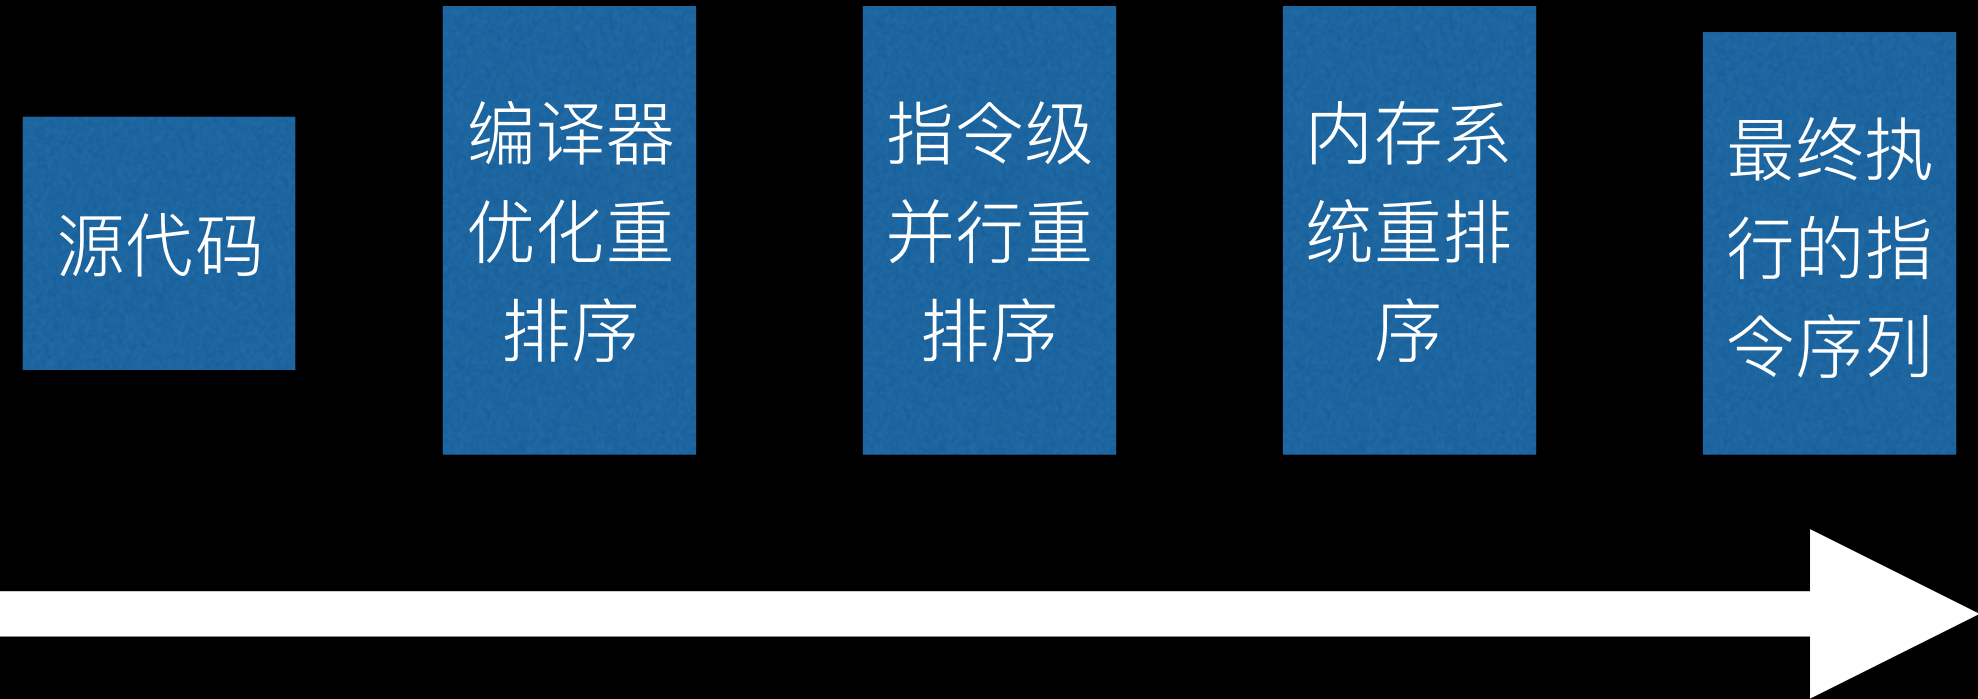 源代码
编译器
优化重
排序
指令级
并行重
排序
内存系
统重排
序
最终执
行的指
令序列